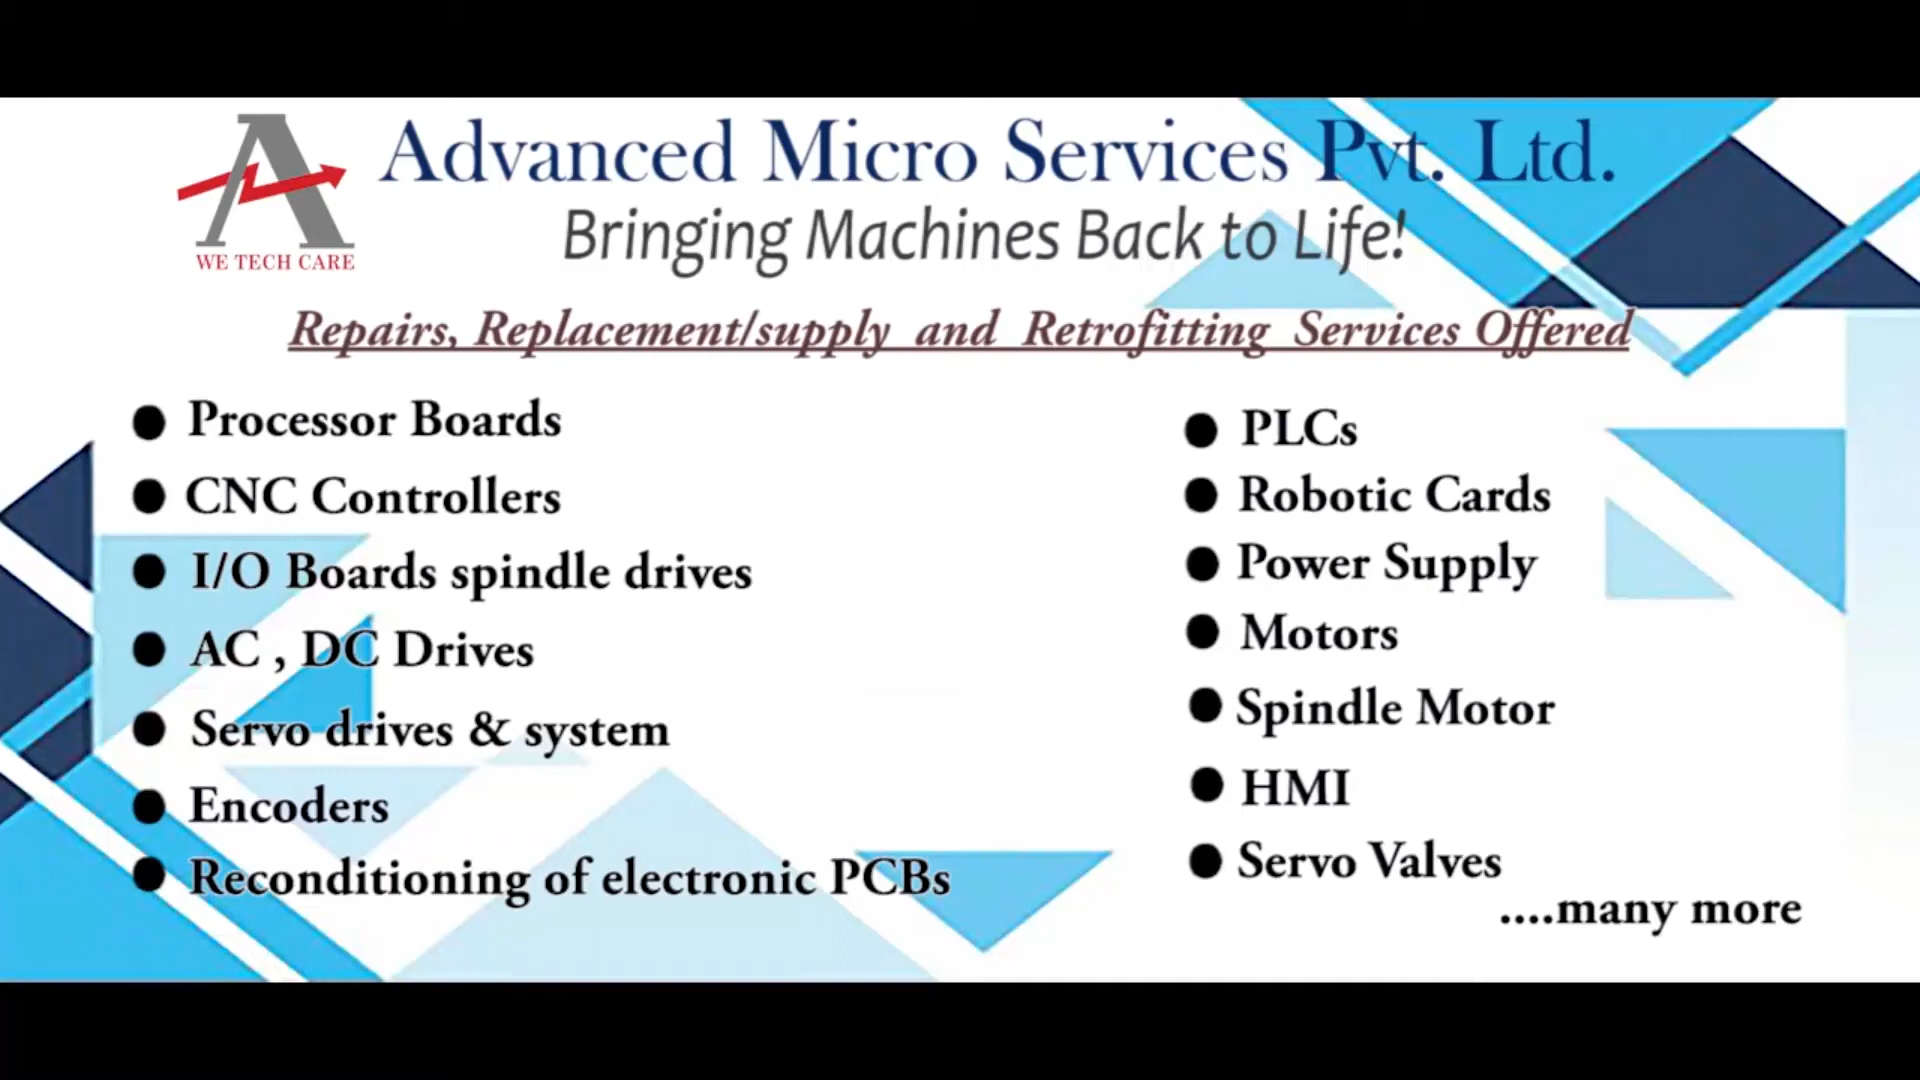 Advanced Micro Services Pvt. Ltd.
Bringing Machines Back to Life!
WE TECH CARE
Repairs, Replacement/supply and Retrofitting Services Offered
Processor Boards
CNC Controllers
I/O Boards spindle drives
AC , DC Drives
Servo drives & system
Encoders
Reconditioning of electronic PCBs
PLCs
Robotic Cards
Power Supply
Motors
Spindle Motor
HMI
Servo Valves
....many more